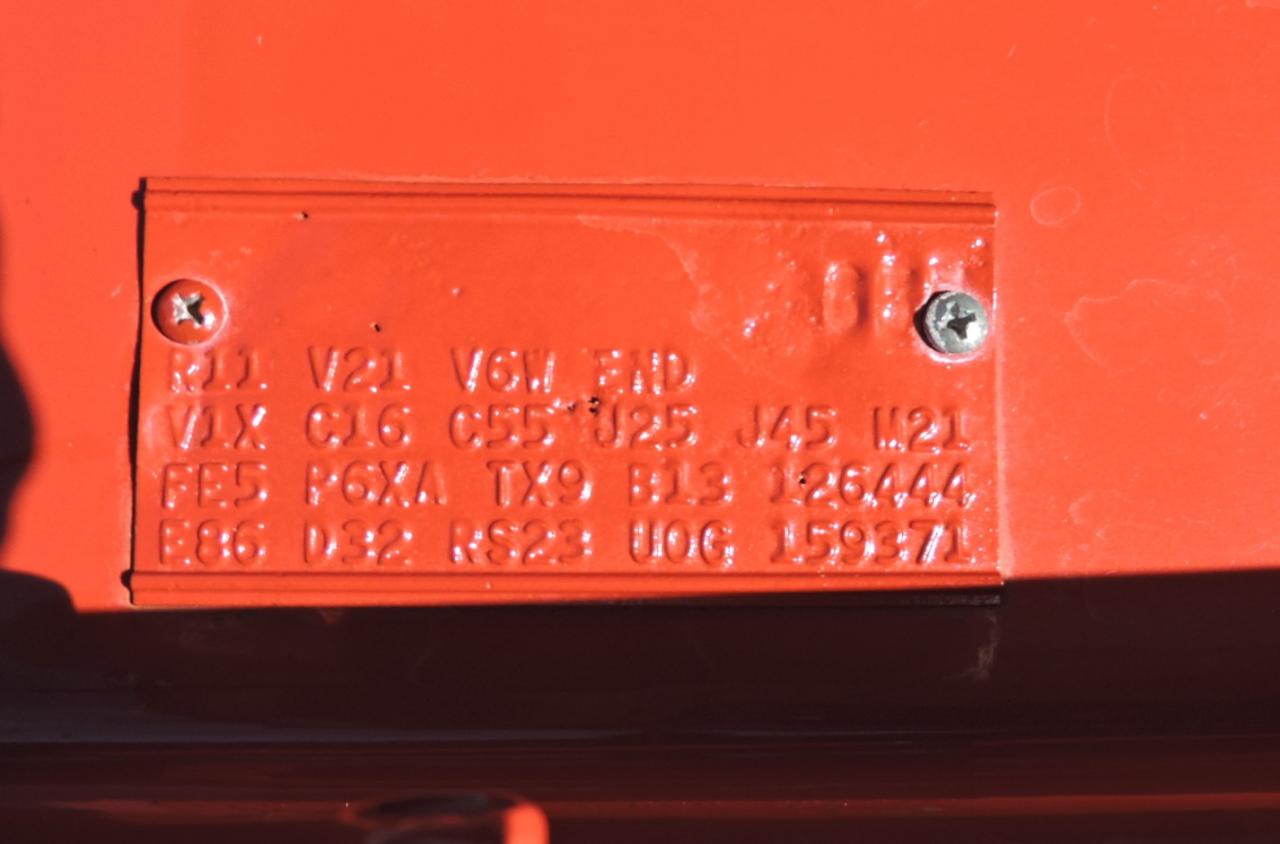 R11 V21 V6W END
V1X C16 C55 J25 J45 M21
FE5 P6XA TX9 B13 126444
E86 D32 RS23 U0G 159371